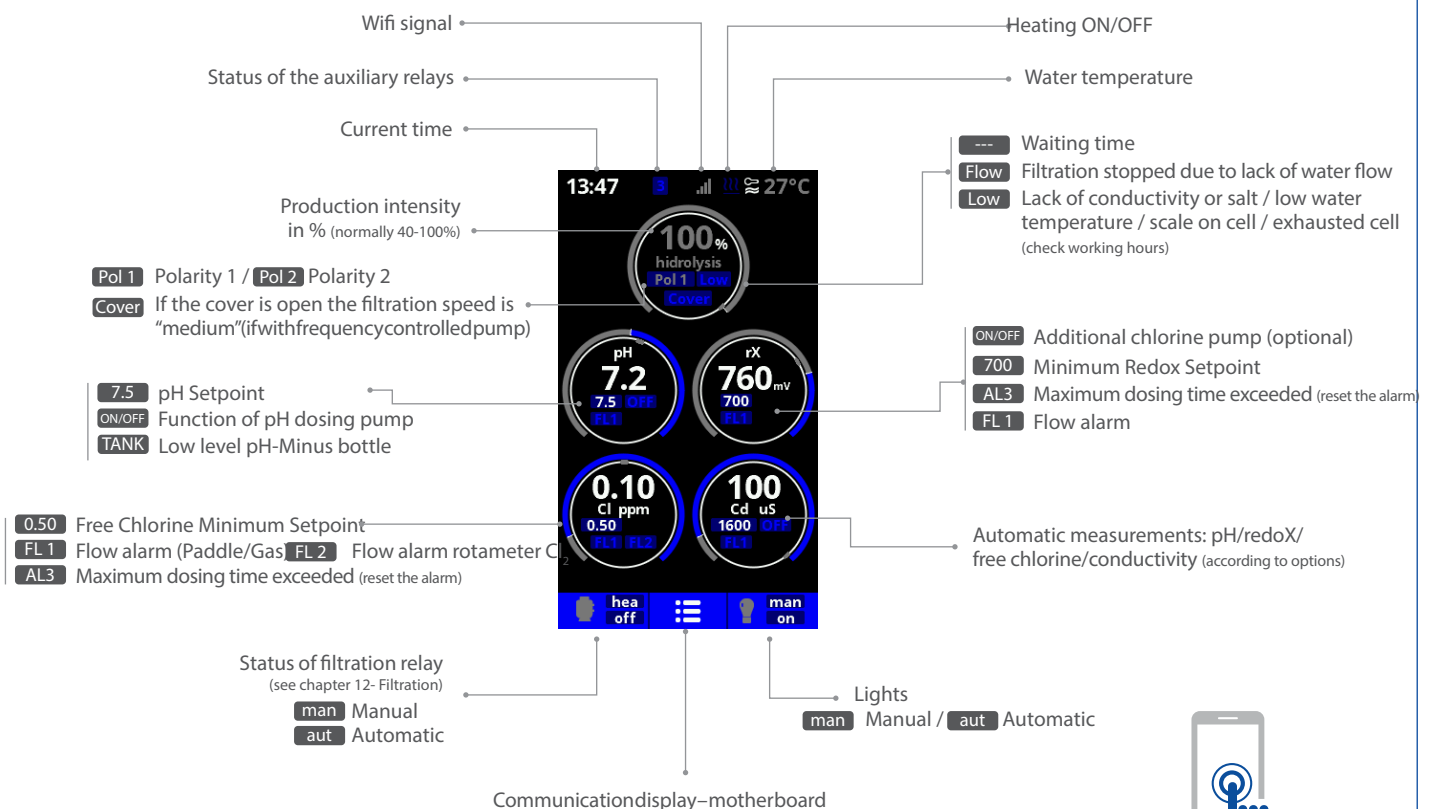 Wifi signal
Heating ON/OFF
Status of the auxiliary relays
Water temperature
Current time
--- Waiting time
Flow Filtration stopped due to lack of water flow
Low Lack of conductivity or salt / low water
temperature / scale on cell / exhausted cell
(check working hours)
Production intensity
in % (normally 40-100%)
Pol 1 Polarity 1 / Pol 2 Polarity 2
Cover If the cover is open the filtration speed is
“medium”(ifwithfrequencycontrolledpump)
7.5 pH Setpoint
ON/OFF Function of pH dosing pump
TANK Low level pH-Minus bottle
0.50 Free Chlorine Minimum Setpoint
FL 1 Flow alarm (Paddle/Gas) FL 2 Flow alarm rotameter Cl2
AL3 Maximum dosing time exceeded (reset the alarm)
13:47 3 27°C
100%
hidrolysis
Pol 1 Low
Cover
pH
7.2
7.5 OFF
FL1
rX
760 mV
700
FL1
0.10
Cl ppm
0.50
FL1 FL2
100
Cd uS
1600 OFF
FL1
hea
off
man
on
ON/OFF Additional chlorine pump (optional)
700 Minimum Redox Setpoint
AL3 Maximum dosing time exceeded (reset the alarm)
FL 1 Flow alarm
Automatic measurements: pH/redoX/
free chlorine/conductivity (according to options)
Status of filtration relay
(see chapter 12- Filtration)
man Manual
aut Automatic
Lights
man Manual / aut Automatic
Communicationdisplay–motherboard